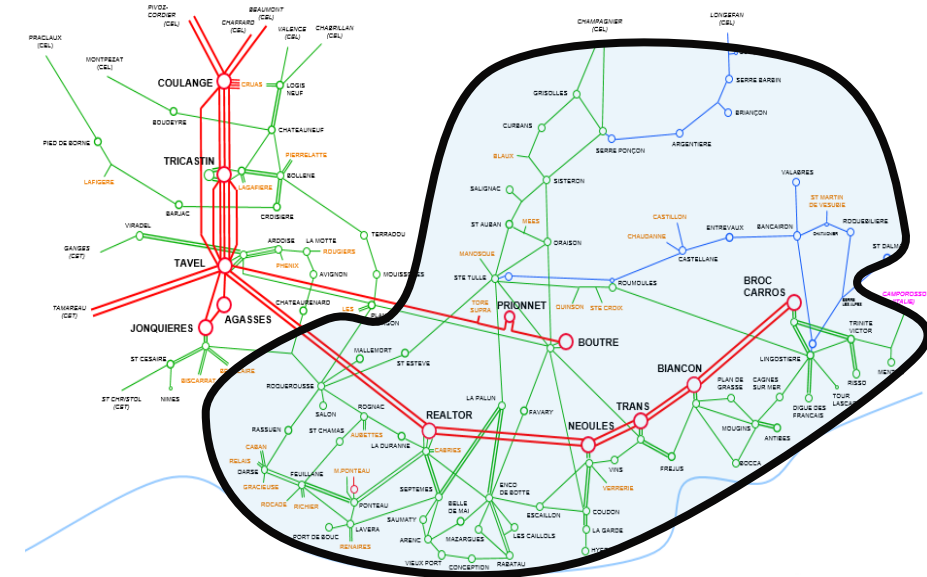 PIVOZ-
CORDIER
(CEL)
CHAFFARD
(CEL)
BEAUMONT
(CEL)
VALENCE
(CEL)
CHABRILLAN
(CEL)
CHAMPAGNIER
(CEL)
LONGEFAN
(CEL)
PRACLAUX
(CEL)
MONTPEZAT
(CEL)
COULANGE
CRUAS
LOGIS
NEUF
SERRE BARBIN
GRISOLLES
BOUDEYRE
CHATEAUNEUF
BRIANÇON
CURBANS
PIED DE BORNE
SERRE PONÇON
ARGENTIERE
TRICASTIN
PIERRELATTE
BLAUX
LAFIGERE
LAGAFIERE
BOLLENE
SISTERON
VALABRES
SALIGNAC
BARJAC
CROISIERE
ST MARTIN
DE VESUBIE
VIRADEL
ST AUBAN
MEES
CASTILLON
CHAUDANNE
ENTREVAUX
BANCAIRON
ROQUEBILIERE
TERRADOU
GANGES
(CET)
ARDOISE
LA MOTTE
ROUGIERS
ORAISON
ST DALM
TAVEL
PHENIX
AVIGNON
MANOSQUE
STE TULLE
CASTELLANE
ROUMOULES
BROC
CARROS
CAMPOROSSO
TAMAREAU
(CET)
AGASSES
CHATEAURENARD
LES
TORE
SUPRA
PRIONNET
QUINSON
STE CROIX
JONQUIERES
BOUTRE
TRINITE
VICTOR
ST CESAIRE
MALLEMORT
ST ESTEVE
LINGOSTIERE
BISCARRAT
ROQUEROUSSE
BIANCON
PLAN DE
GRASSE
CAGNES
SUR MER
RISSO
ST CHRISTOL
(CET)
NIMES
LA PALUN
FAVARY
TRANS
DIGUE DES
FRANCAIS
TOUR
LASCAR
SALON
ROGNAC
REALTOR
NEOULES
MOUGINS
ANTIBES
RASSUEN
ST CHAMAS
AUBETTES
LA DURANNE
CABRIES
CABAN
RELAIS
DARSE
GRACIEUSE
FEUILLANE
M.PONTEAU
VINS
FREJUS
BOCCA
ROCADE
RICHIER
PONTEAU
SEPTEMES
ENCO
DE BOTTE
VERRERIE
PORT DE BOUC
LAVERA
RENAIRES
SAUMATY
BELLE
DE MAI
ESCAILLON
COUDON
ARENC
MAZARGUES
LES CAILLOLS
LA GARDE
VIEUX PORT
CONCEPTION
RABATAU